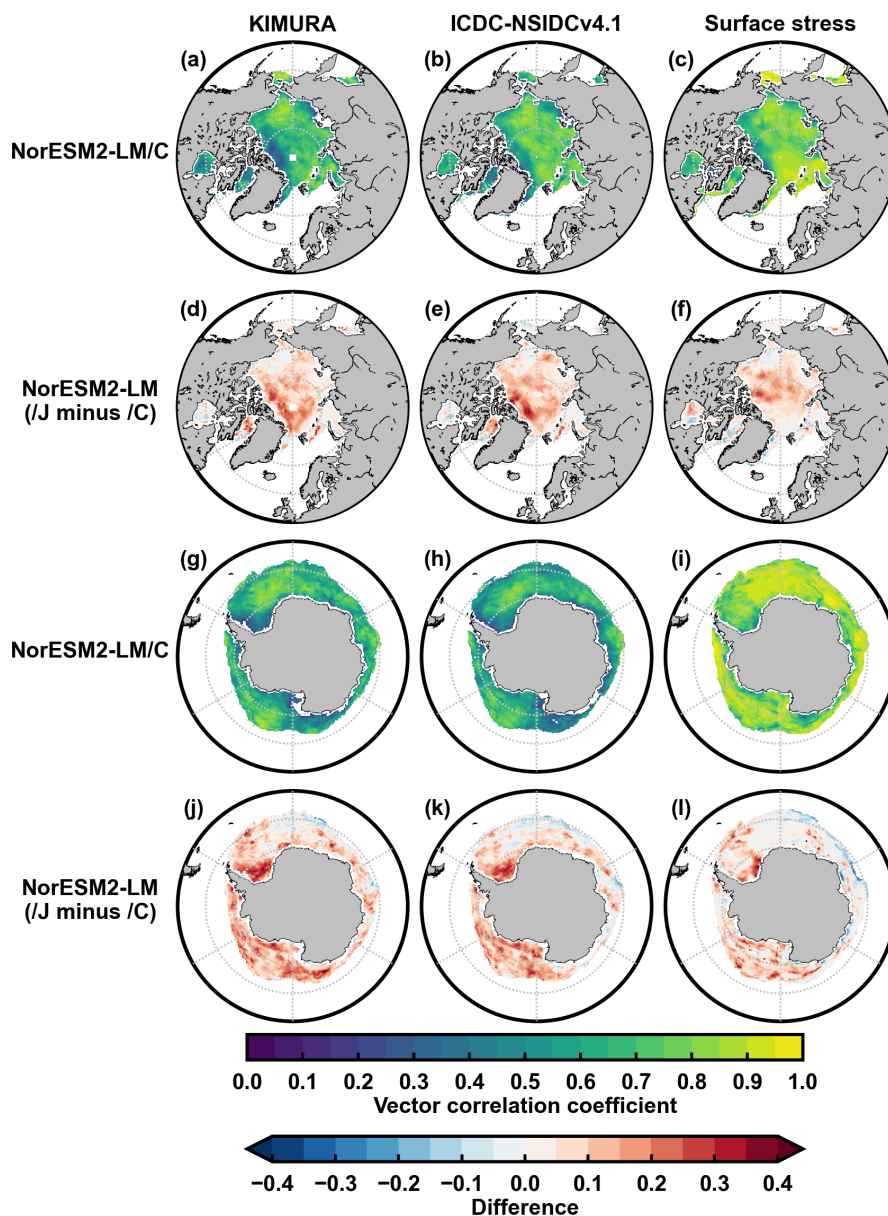 KIMURA ICDC-NSIDCv4.1 Surface stress
(a) (b) (c)
NorESM2-LM/C
(d) (e) (f)
NorESM2-LM
(/J minus /C)
(g) (h) (i)
NorESM2-LM/C
(j) (k) (l)
NorESM2-LM
(/J minus /C)
0.0 0.1 0.2 0.3 0.4 0.5 0.6 0.7 0.8 0.9 1.0
Vector correlation coefficient
−0.4 −0.3 −0.2 −0.1 0.0 0.1 0.2 0.3 0.4
Difference